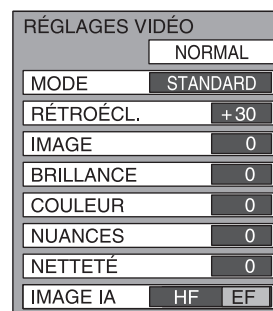 RÉGLAGES VIDÉO
NORMAL
MODE STANDARD
RÉTROÉCL. +30
IMAGE 0
BRILLANCE 0
COULEUR 0
NUANCES 0
NETTETÉ 0
IMAGE IA HF EF